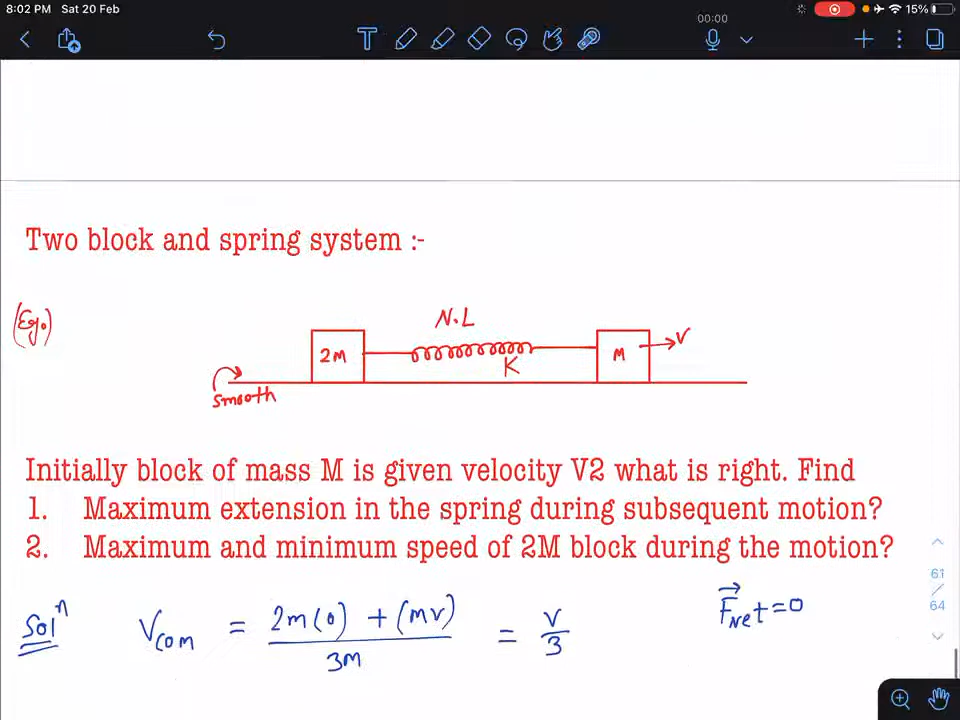 8:02 PM Sat 20 Feb
00:00
15%
T
Two block and spring system :-
(Eg.)
N.L
2M
K
M
V
Smooth
Initially block of mass M is given velocity V2 what is right. Find
1. Maximum extension in the spring during subsequent motion?
2. Maximum and minimum speed of 2M block during the motion?
61
/
64
Solⁿ V_COM = 2m(0) + (mv) / 3M = V/3
F⃗_Net = 0